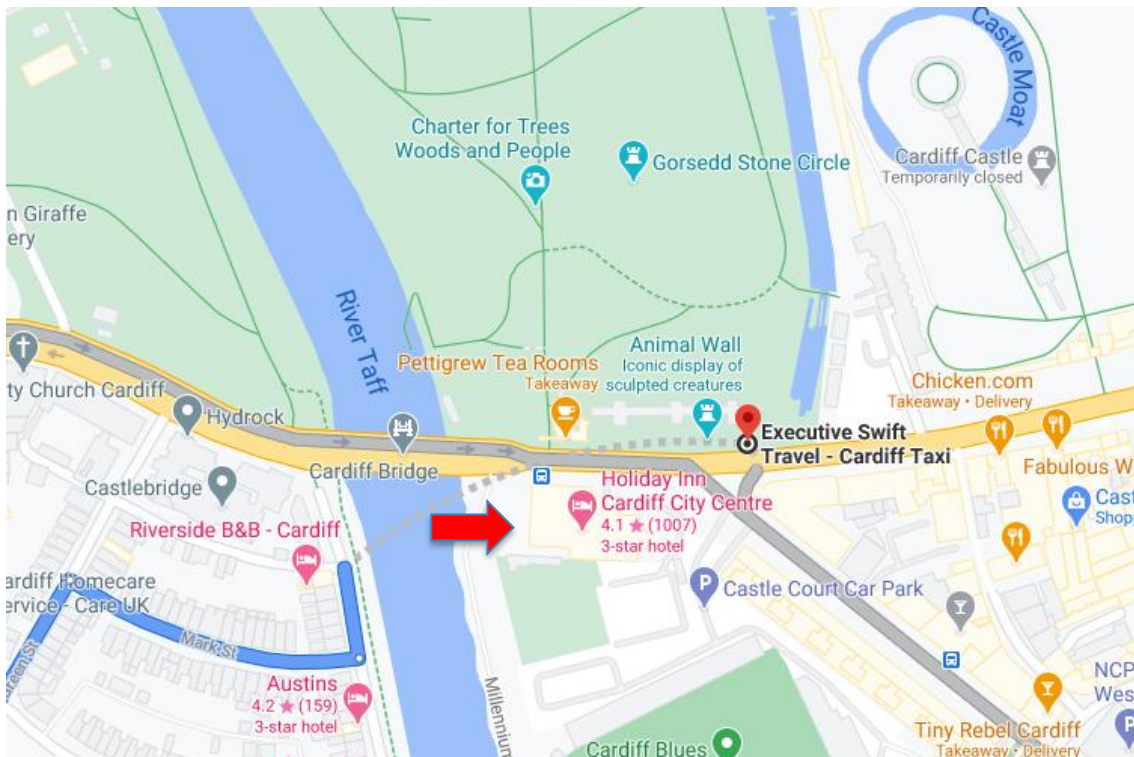 Castle Moat
Charter for Trees
Woods and People
Gorsedd Stone Circle
Cardiff Castle
Temporarily closed
n Giraffe
ery
River Taff
Pettigrew Tea Rooms
Takeaway
Animal Wall
Iconic display of
sculpted creatures
Chicken.com
Takeaway • Delivery
ty Church Cardiff
Hydrock
Cardiff Bridge
Executive Swift
Travel - Cardiff Taxi
Fabulous W
Castlebridge
Holiday Inn
Cardiff City Centre
4.1 ★ (1007)
3-star hotel
Cast
Shopp
Riverside B&B - Cardiff
ardiff Homecare
ervice - Care UK
P
Castle Court Car Park
Mark St
Green St
Austins
4.2 ★ (159)
3-star hotel
Millennium
NCP
Wes
P
Tiny Rebel Cardiff
Takeaway • Delivery
Cardiff Blues